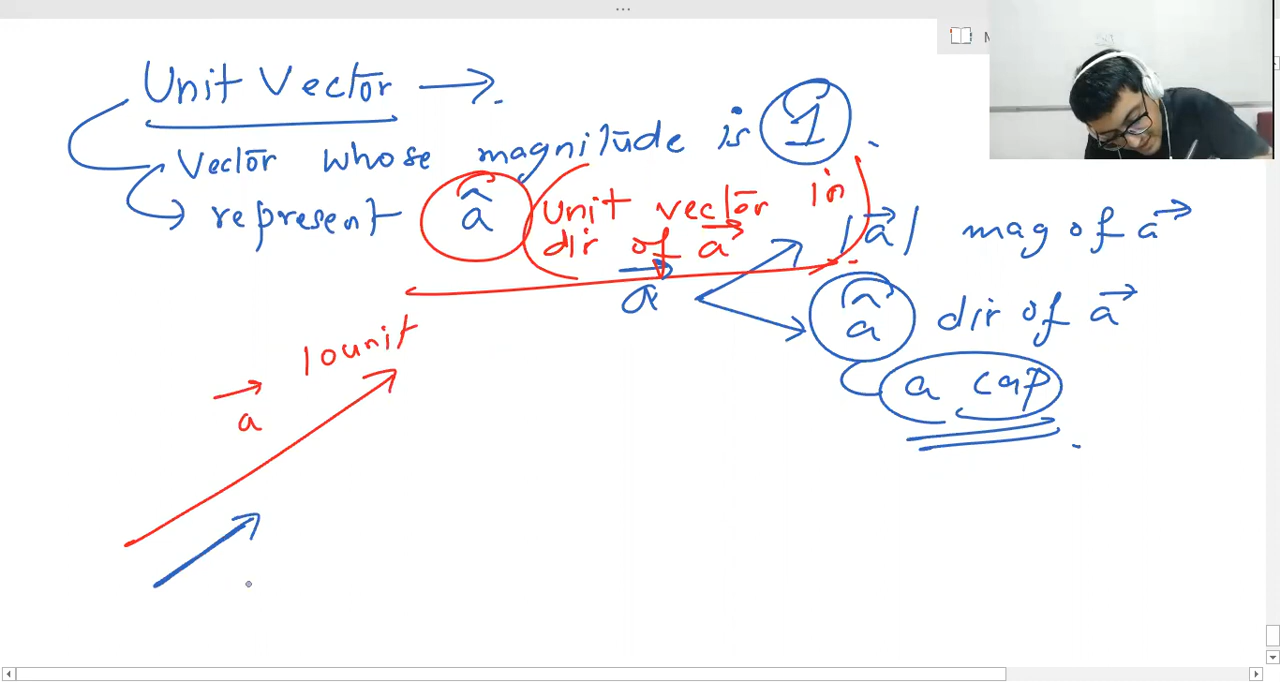 Unit Vector →
Vector whose magnitude is 1.
represent â Unit vector in
dir of a⃗
a⃗
|a⃗| mag of a⃗
â dir of a⃗
a cap
10 unit
a⃗